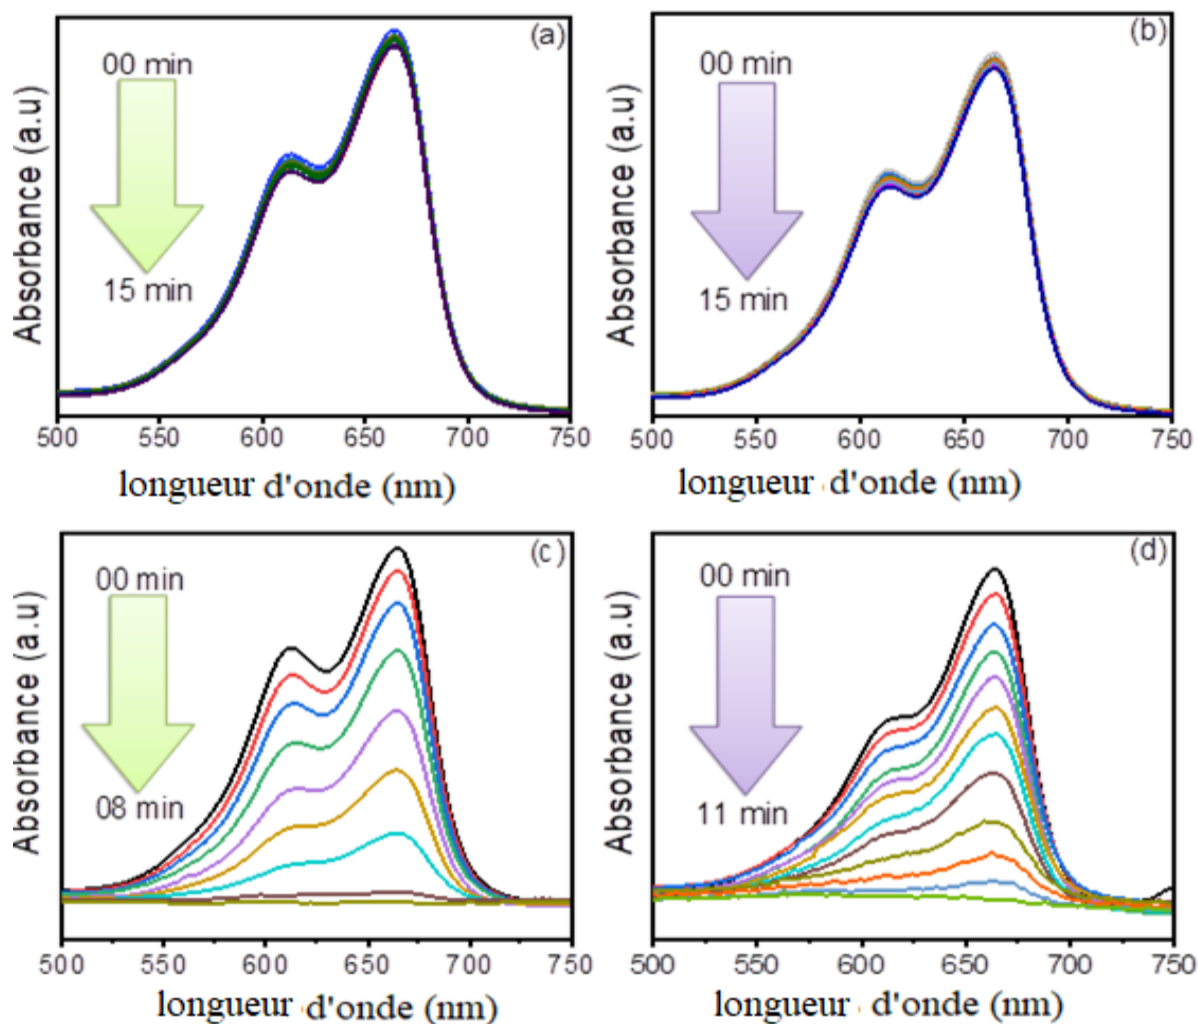 (a)
00 min
15 min
Absorbance (a.u)
500 550 600 650 700 750
longueur d'onde (nm)
(b)
00 min
15 min
Absorbance (a.u)
500 550 600 650 700 750
longueur d'onde (nm)
(c)
00 min
08 min
Absorbance (a.u)
500 550 600 650 700 750
longueur d'onde (nm)
(d)
00 min
11 min
Absorbance (a.u)
500 550 600 650 700 750
longueur d'onde (nm)